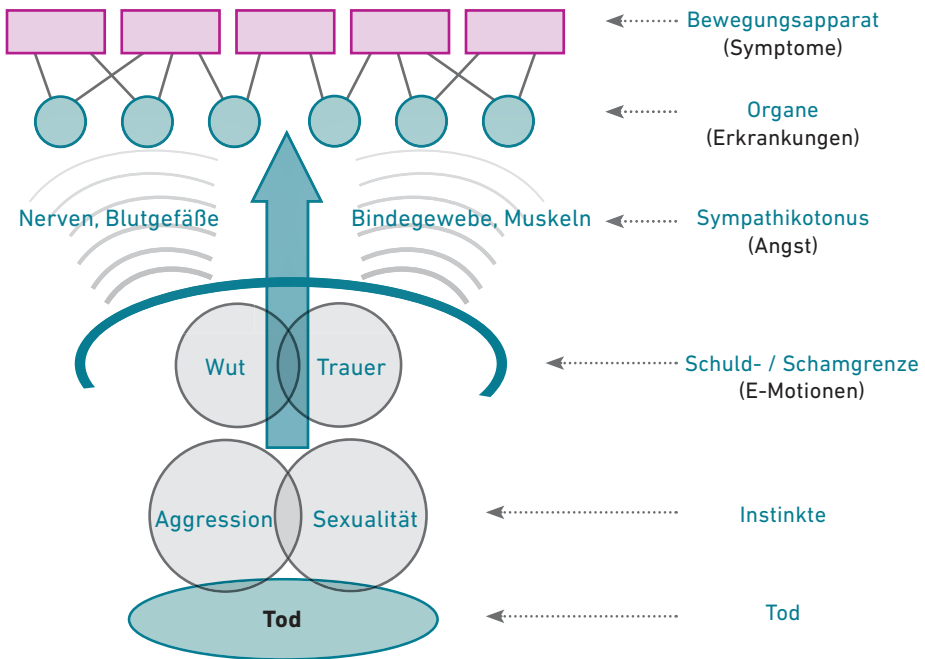 Bewegungsapparat
(Symptome)
Organe
(Erkrankungen)
Nerven, Blutgefäße
Bindegewebe, Muskeln
Sympathikotonus
(Angst)
Wut
Trauer
Schuld- / Schamgrenze
(E-Motionen)
Aggression
Sexualität
Instinkte
Tod
Tod